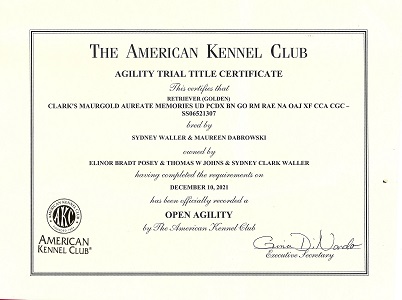 THE AMERICAN KENNEL CLUB
AGILITY TRIAL TITLE CERTIFICATE
This certifies that
RETRIEVER (GOLDEN)
CLARK'S MAURGOLD AUREATE MEMORIES UD PCDX BN GO RM RAE NA OAJ XF CCA CGC –
SS06521307
bred by
SYDNEY WALLER & MAUREEN DABROWSKI
owned by
ELINOR BRADT POSEY & THOMAS W JOHNS & SYDNEY CLARK WALLER
having completed the requirements on
DECEMBER 10, 2021
has been officially recorded a
OPEN AGILITY
by The American Kennel Club
AKC
AMERICAN
KENNEL CLUB®
Gina DiNardo
Executive Secretary